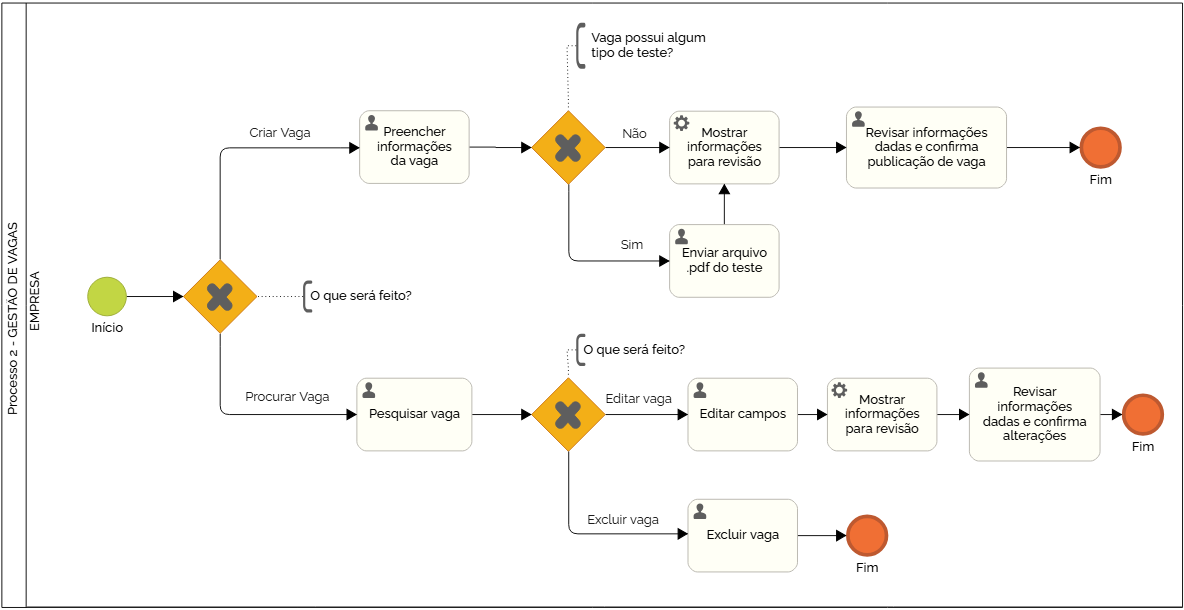 Processo 2 - GESTÃO DE VAGAS
EMPRESA
Vaga possui algum
tipo de teste?
Criar Vaga
Preencher
informações
da vaga
Não
Mostrar
informações
para revisão
Revisar informações
dadas e confirma
publicação de vaga
Fim
Sim
Enviar arquivo
.pdf do teste
Início
O que será feito?
O que será feito?
Procurar Vaga
Pesquisar vaga
Editar vaga
Editar campos
Mostrar
informações
para revisão
Revisar
informações
dadas e confirma
alterações
Fim
Excluir vaga
Excluir vaga
Fim